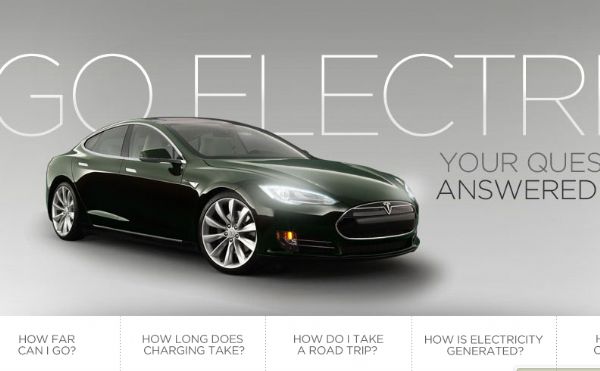 GO ELECTRI
YOUR QUES
ANSWERED
HOW FAR
CAN I GO?
HOW LONG DOES
CHARGING TAKE?
HOW DO I TAKE
A ROAD TRIP?
HOW IS ELECTRICITY
GENERATED?